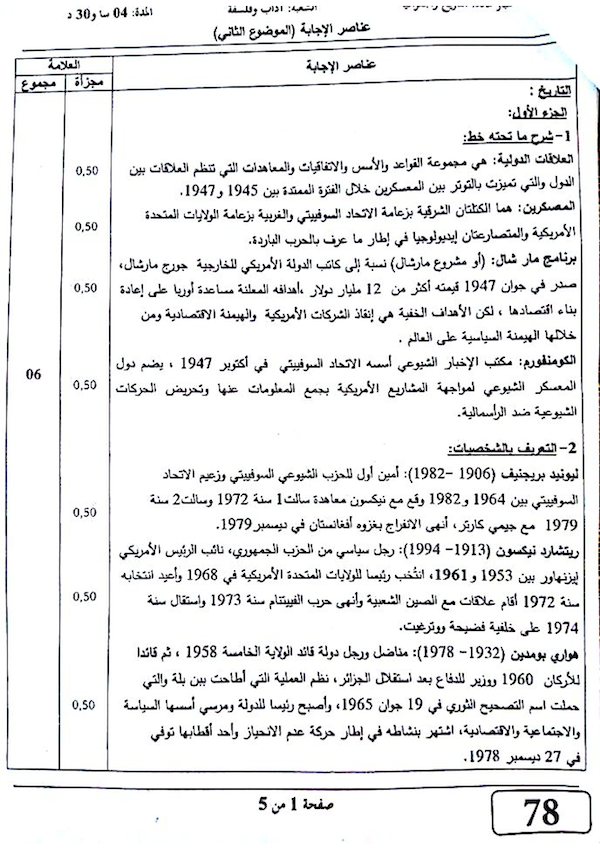 الشعبة: آداب وفلسفة
المدة: 04 سا و30 د
عناصر الإجابة (الموضوع الثاني)
العلامة
عناصر الإجابة
مجموع
مجزأة
التاريخ :
الجزء الأول:
1- شرح ما تحته خط:
العلاقات الدولية: هي مجموعة القواعد والأسس والاتفاقيات والمعاهدات التي تنظم العلاقات بين
0,50
الدول والتي تميزت بالتوتر بين المعسكرين خلال الفترة الممتدة بين 1945 و1947.
المعسكرين: هما الكتلتان الشرقية بزعامة الاتحاد السوفييتي والغربية بزعامة الولايات المتحدة
0,50
الأمريكية والمتصارعتان إيديولوجيا في إطار ما عرف بالحرب الباردة.
برنامج مار شال: (أو مشروع مارشال) نسبة إلى كاتب الدولة الأمريكي للخارجية جورج مارشال،
صدر في جوان 1947 قيمته أكثر من 12 مليار دولار ،أهدافه المعلنة مساعدة أوربا على إعادة
0,50
بناء اقتصادها ، لكن الأهداف الخفية هي إنقاذ الشركات الأمريكية والهيمنة الاقتصادية ومن
خلالها الهيمنة السياسية على العالم .
الكومنفورم: مكتب الإخبار الشيوعي أسسه الاتحاد السوفييتي في أكتوبر 1947 ، يضم دول
06
0,50
المعسكر الشيوعي لمواجهة المشاريع الأمريكية بجمع المعلومات عنها وتحريض الحركات
الشيوعية ضد الرأسمالية.
2- التعريف بالشخصيات:
ليونيد بريجنيف (1906 –1982): أمين أول للحزب الشيوعي السوفييتي وزعيم الاتحاد
السوفييتي بين 1964 و1982 وقع مع نيكسون معاهدة سالت1 سنة 1972 وسالت2 سنة
0,50
1979 مع جيمي كارتر، أنهى الانفراج بغزوه أفغانستان في ديسمبر1979.
ريتشارد نيكسون (1913– 1994): رجل سياسي من الحزب الجمهوري، نائب الرئيس الأمريكي
إيزنهاور بين 1953 و1961، انتُخب رئيسا للولايات المتحدة الأمريكية في 1968 وأعيد انتخابه
0,50
سنة 1972 أقام علاقات مع الصين الشعبية وأنهى حرب الفييتنام سنة 1973 واستقال سنة
1974 على خلفية فضيحة ووترغيت.
هواري بومدين (1932– 1978): مناضل ورجل دولة قائد الولاية الخامسة 1958 ، ثم قائدا
للأركان 1960 ووزير للدفاع بعد استقلال الجزائر، نظم العملية التي أطاحت ببن بلة والتي
0,50
حملت اسم التصحيح الثوري في 19 جوان 1965، وأصبح رئيسا للدولة ومرسي أسسها السياسة
والاجتماعية والاقتصادية، اشتهر بنشاطه في إطار حركة عدم الانحياز وأحد أقطابها توفي
في 27 ديسمبر 1978.
صفحة 1 من 5
78